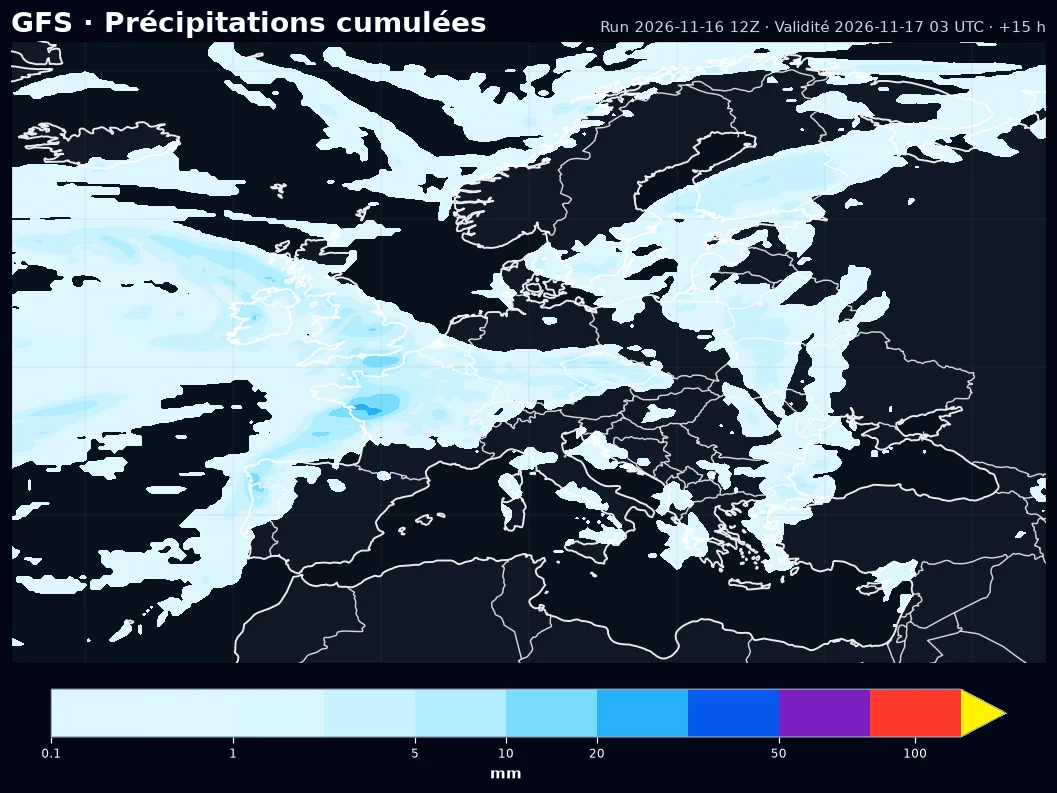 GFS · Précipitations cumulées
Run 2026-11-16 12Z · Validité 2026-11-17 03 UTC · +15 h
0.1 1 5 10 20 50 100
mm